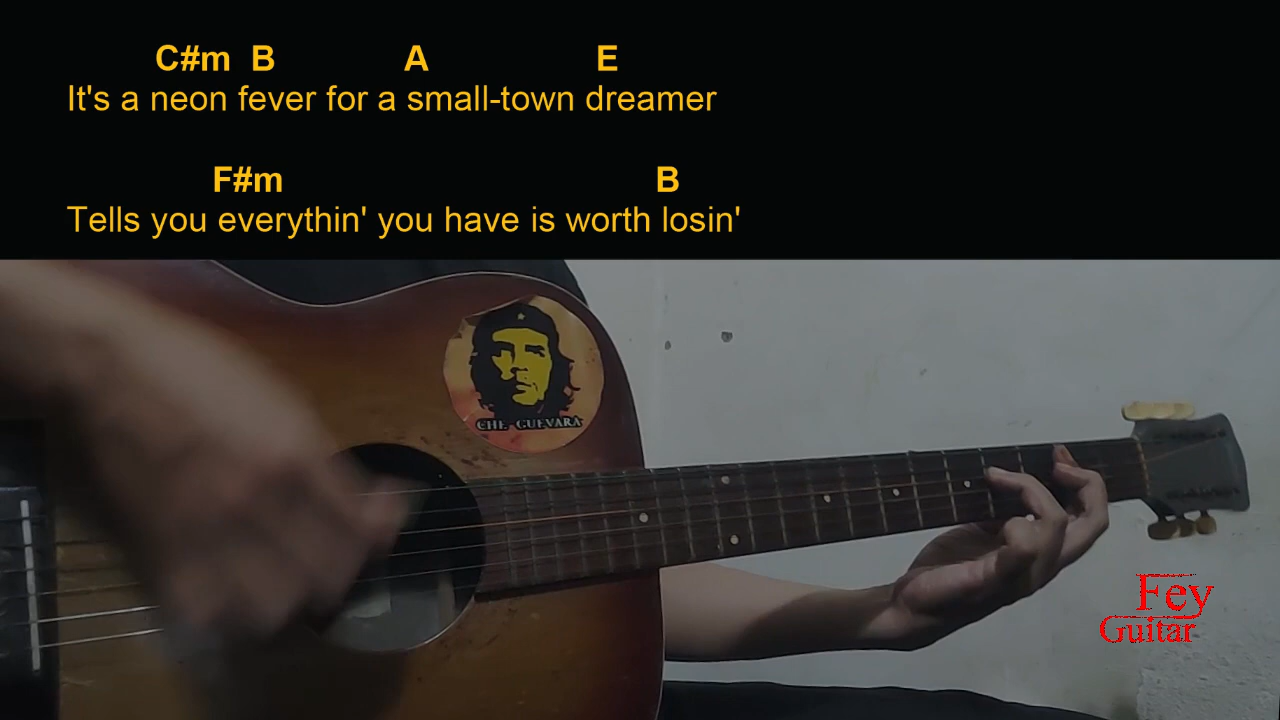 C#m B A E
It's a neon fever for a small-town dreamer
F#m B
Tells you everythin' you have is worth losin'
CHE GUEVARA
Fey
Guitar